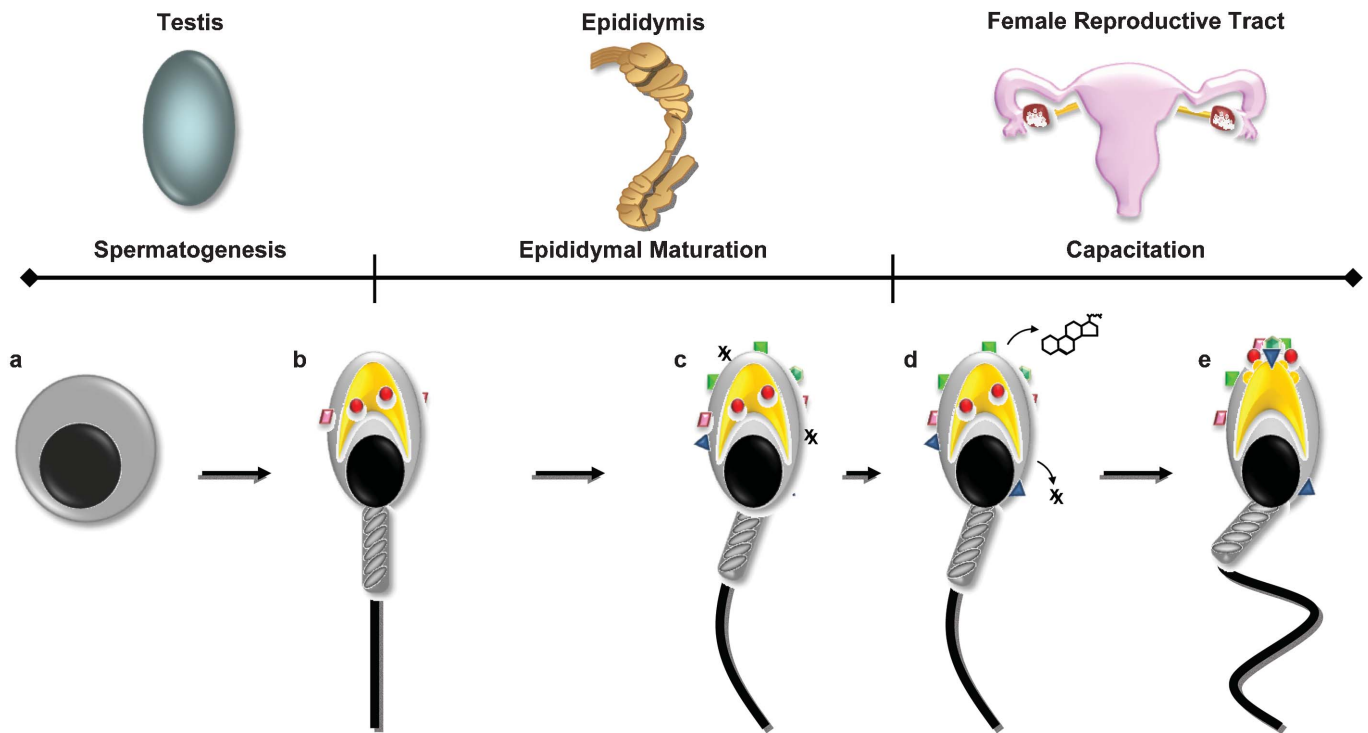 Testis
Epididymis
Female Reproductive Tract
Spermatogenesis
Epididymal Maturation
Capacitation
a
b
c
d
e